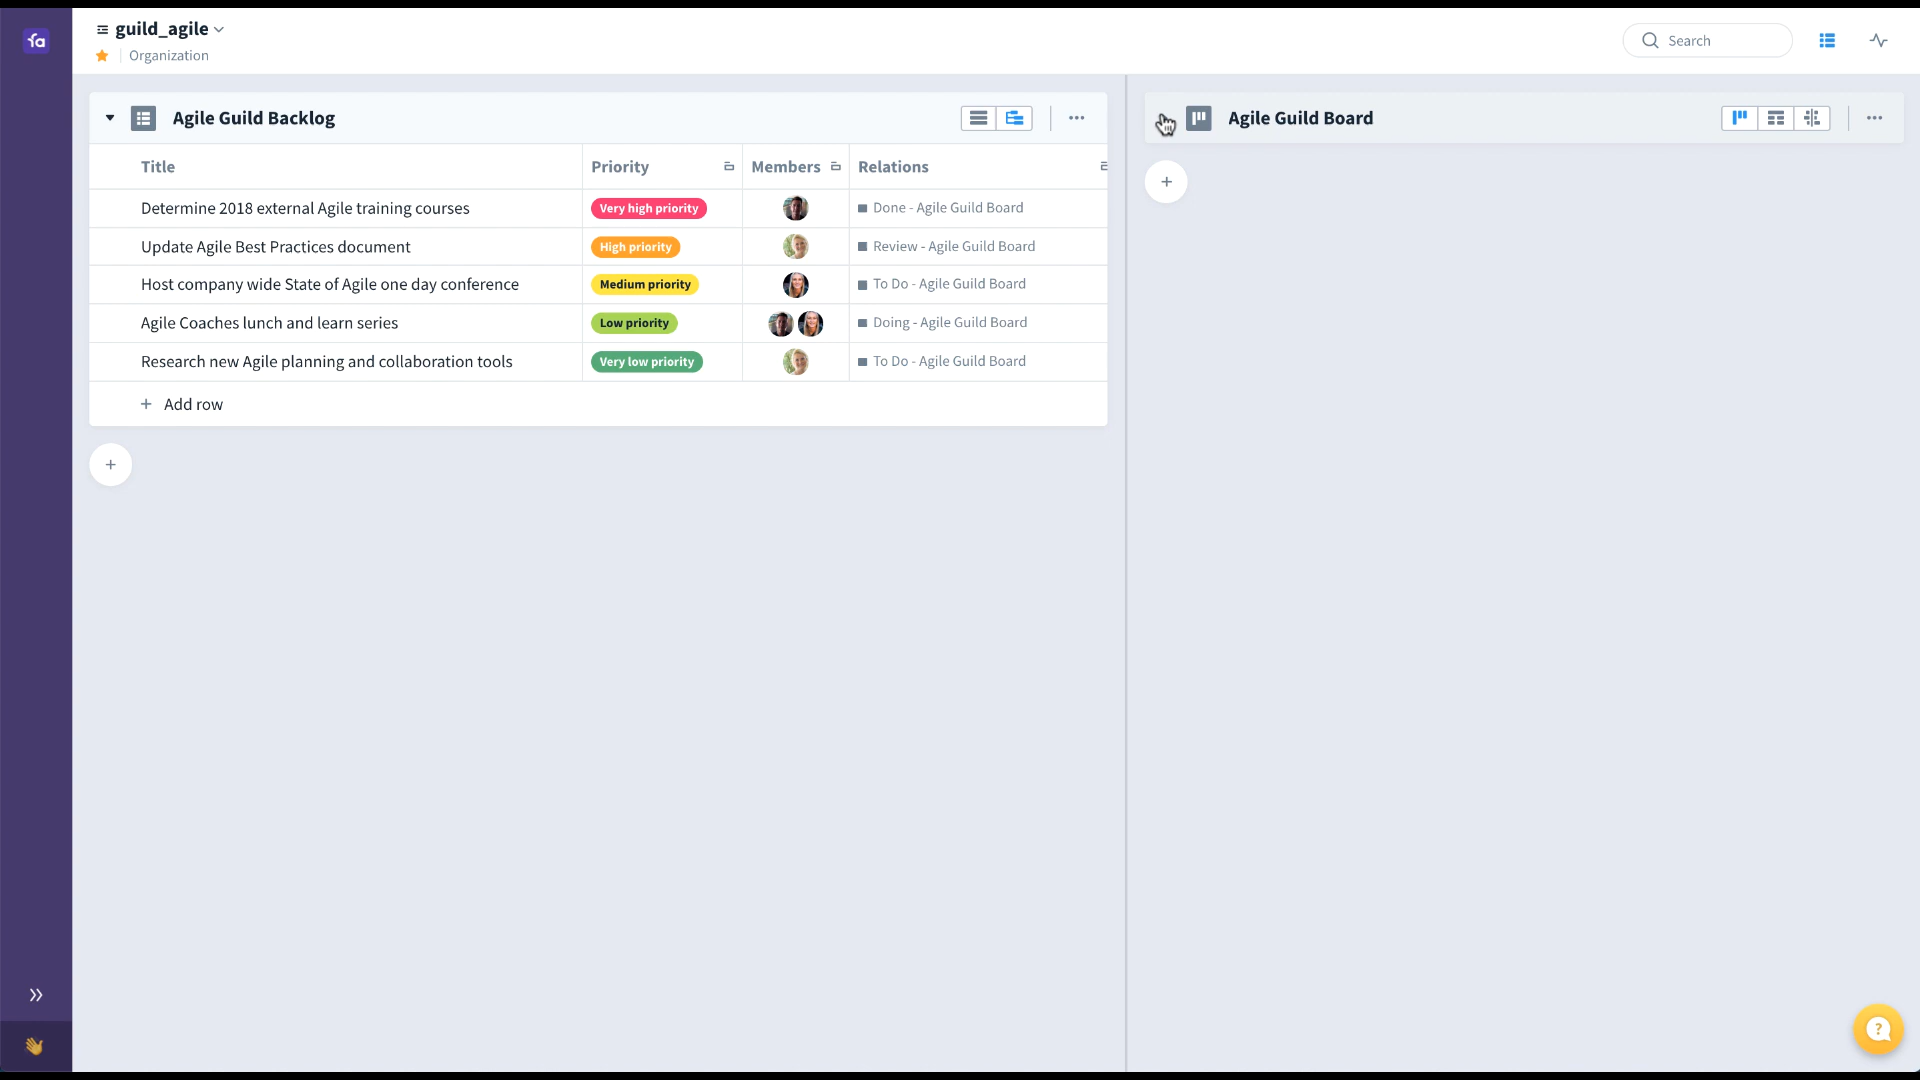 fa
guild_agile
Organization
Search
Agile Guild Backlog
Agile Guild Board
Title Priority Members Relations
Determine 2018 external Agile training courses Very high priority Done - Agile Guild Board
Update Agile Best Practices document High priority Review - Agile Guild Board
Host company wide State of Agile one day conference Medium priority To Do - Agile Guild Board
Agile Coaches lunch and learn series Low priority Doing - Agile Guild Board
Research new Agile planning and collaboration tools Very low priority To Do - Agile Guild Board
+ Add row
+
+
?